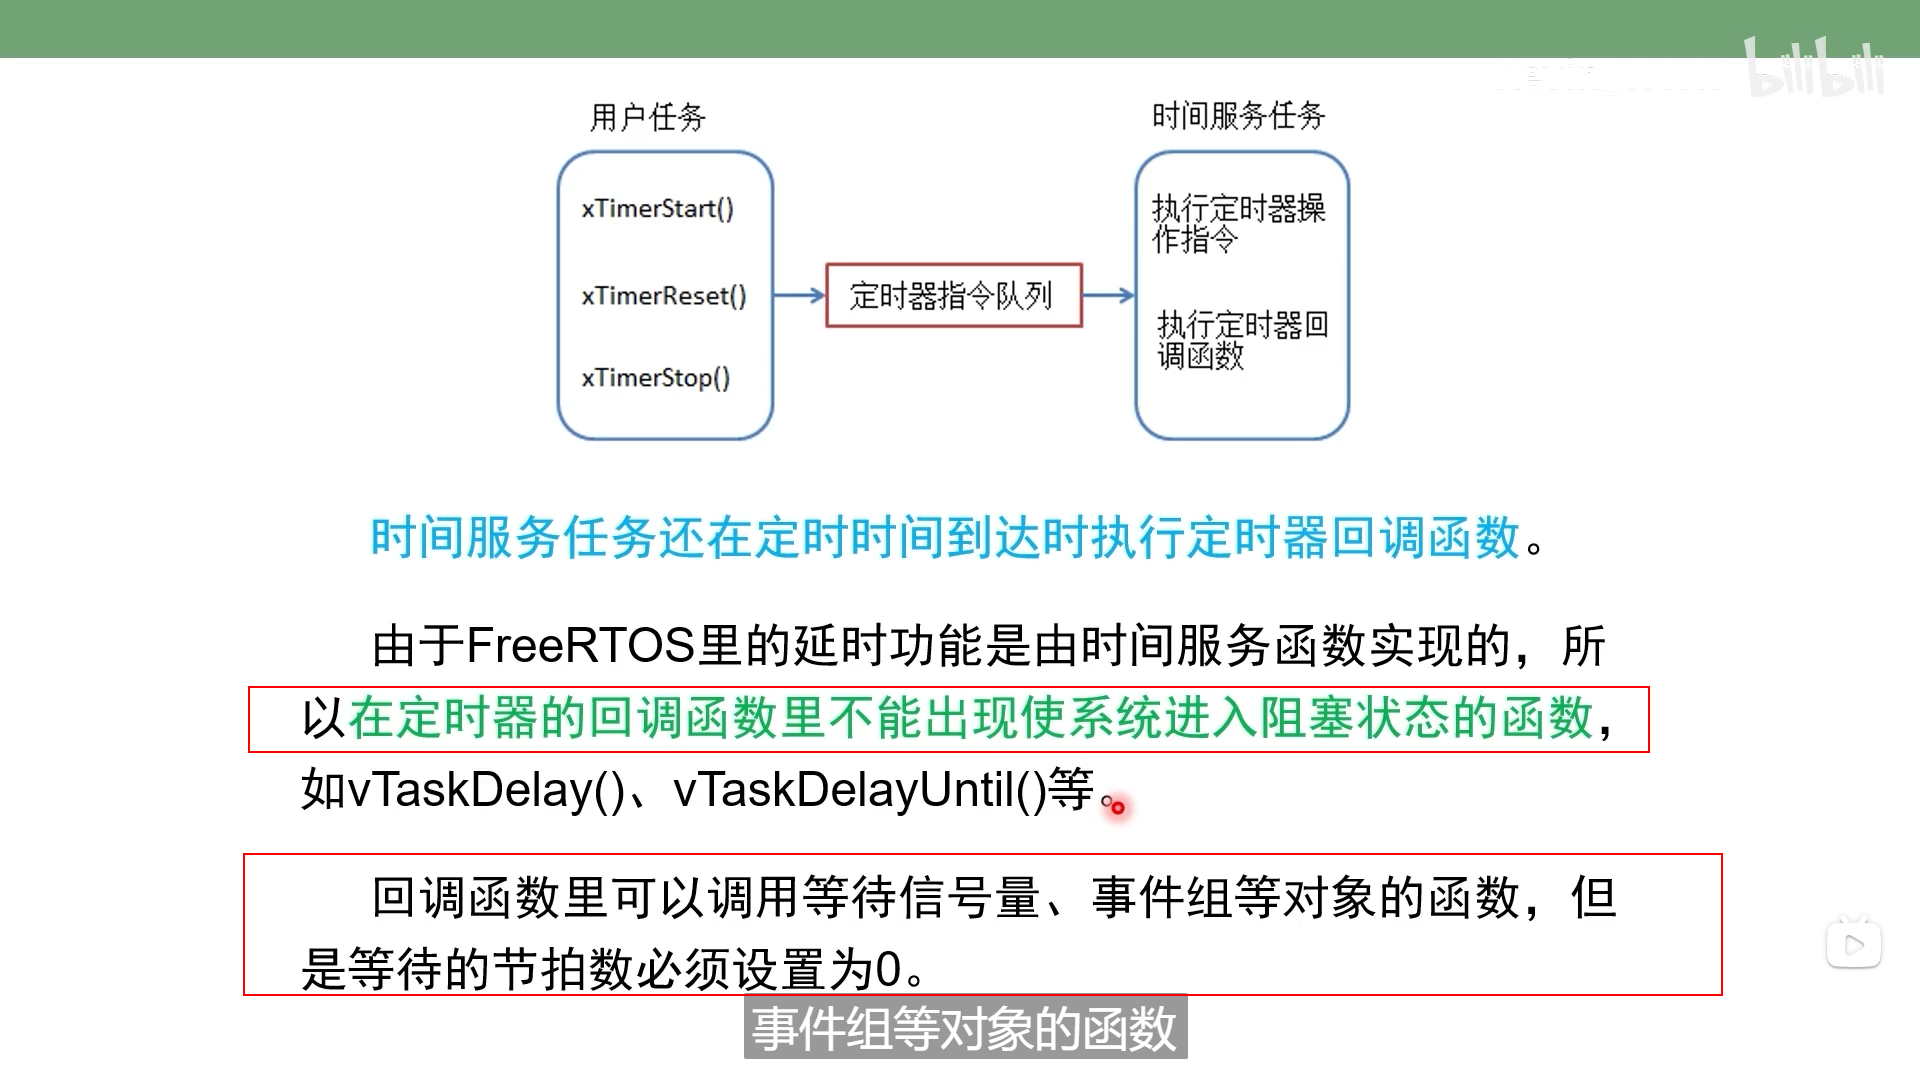 bilibili
用户任务
时间服务任务
xTimerStart()
xTimerReset()
xTimerStop()
定时器指令队列
执行定时器操
作指令
执行定时器回
调函数
时间服务任务还在定时时间到达时执行定时器回调函数。
由于FreeRTOS里的延时功能是由时间服务函数实现的，所
以在定时器的回调函数里不能出现使系统进入阻塞状态的函数，
如vTaskDelay()、vTaskDelayUntil()等。
回调函数里可以调用等待信号量、事件组等对象的函数，但
是等待的节拍数必须设置为0。
事件组等对象的函数